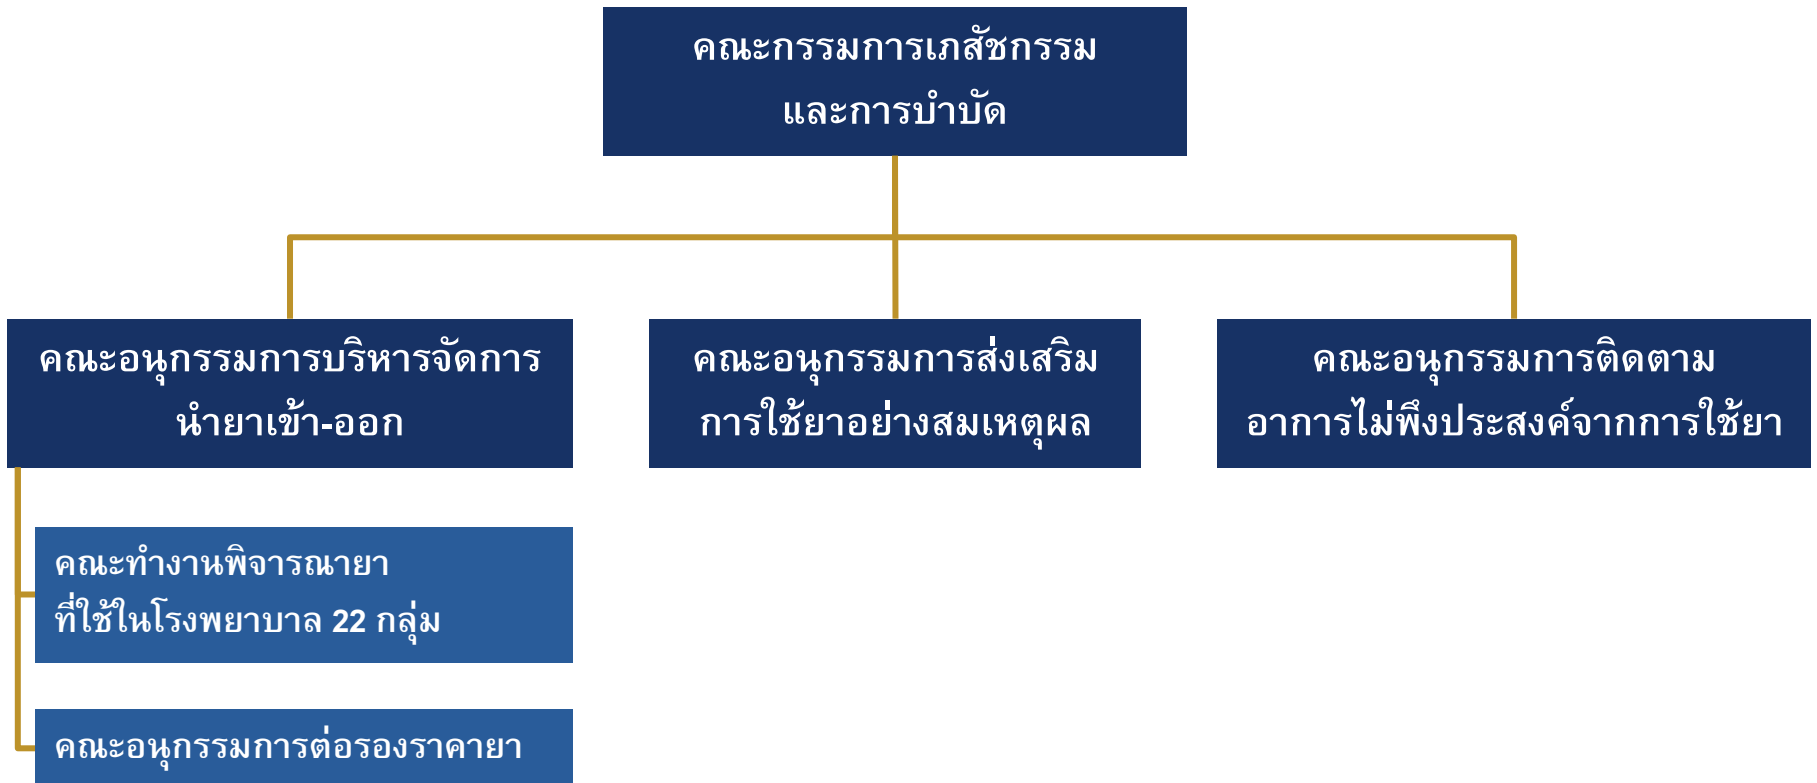 คณะกรรมการเภสัชกรรม
และการบำบัด
คณะอนุกรรมการบริหารจัดการ
นำยาเข้า-ออก
คณะอนุกรรมการส่งเสริม
การใช้ยาอย่างสมเหตุผล
คณะอนุกรรมการติดตาม
อาการไม่พึงประสงค์จากการใช้ยา
คณะทำงานพิจารณายา
ที่ใช้ในโรงพยาบาล 22 กลุ่ม
คณะอนุกรรมการต่อรองราคายา